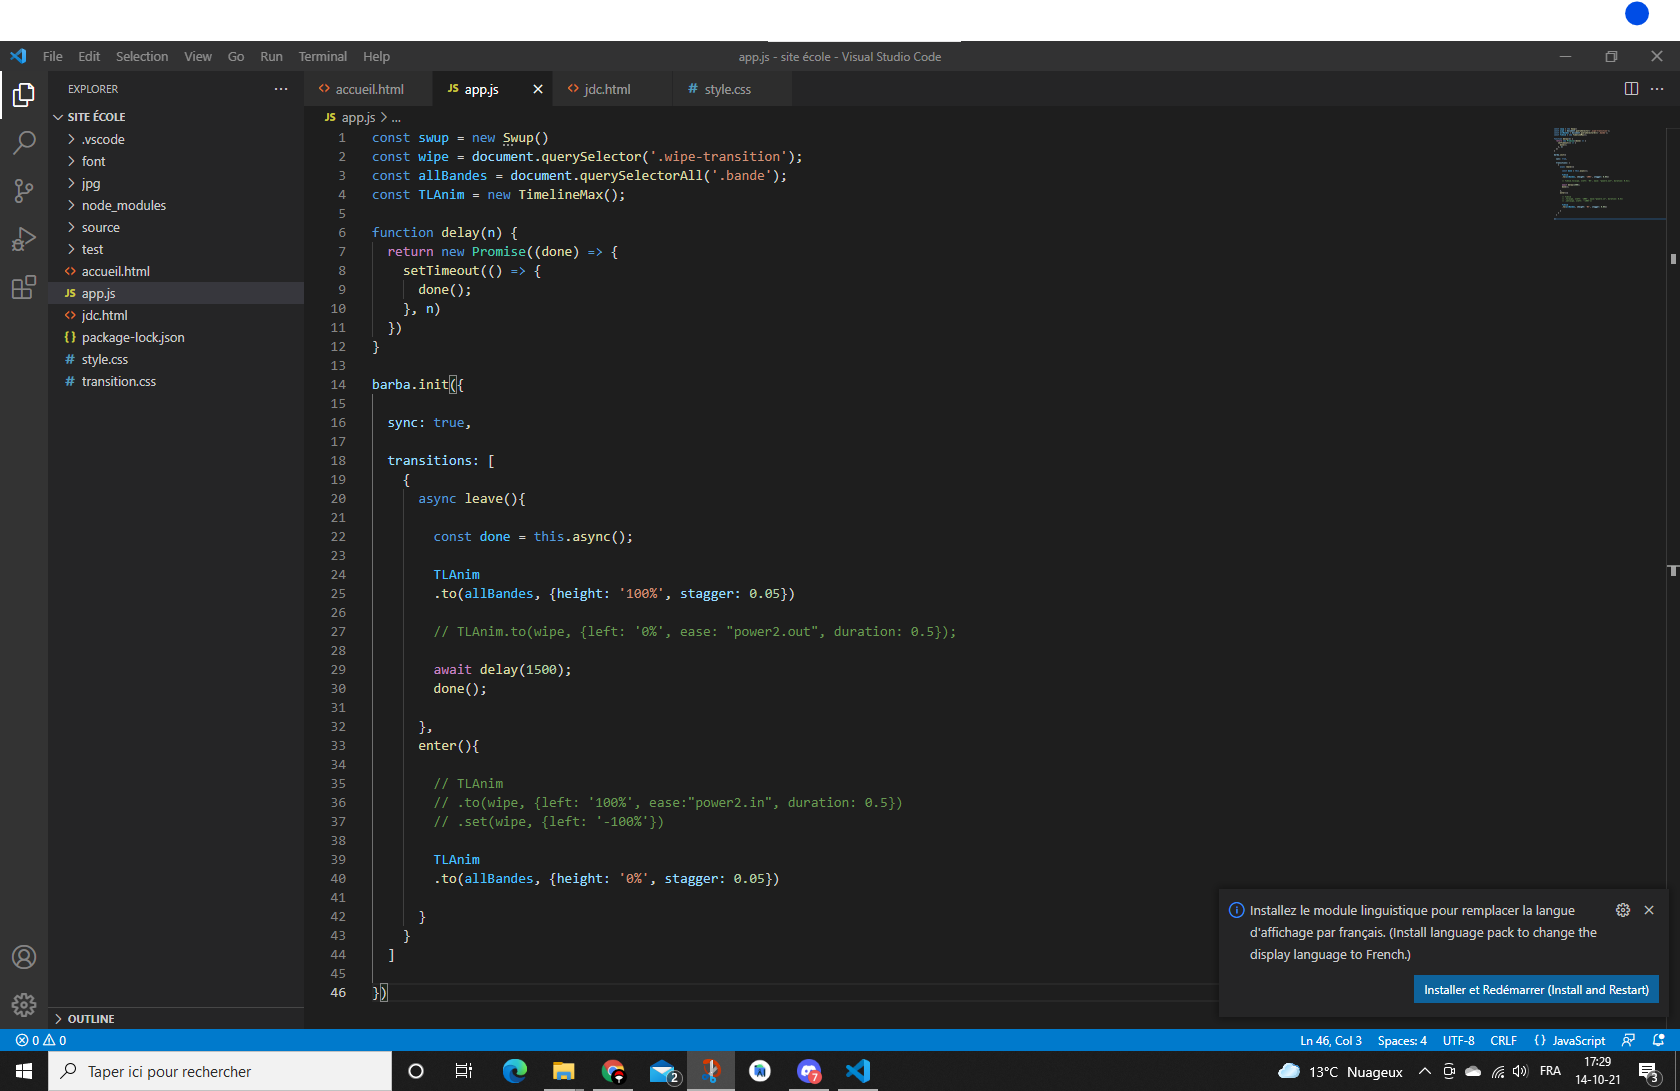 File Edit Selection View Go Run Terminal Help
app.js - site école - Visual Studio Code
EXPLORER
SITE ÉCOLE
.vscode
font
jpg
node_modules
source
test
accueil.html
JS app.js
jdc.html
{} package-lock.json
# style.css
# transition.css
OUTLINE
accueil.html JS app.js jdc.html # style.css
JS app.js > ...
1 const swup = new Swup()
2 const wipe = document.querySelector('.wipe-transition');
3 const allBandes = document.querySelectorAll('.bande');
4 const TLAnim = new TimelineMax();
5
6 function delay(n) {
7 return new Promise((done) => {
8 setTimeout(() => {
9 done();
10 }, n)
11 })
12 }
13
14 barba.init({
15
16 sync: true,
17
18 transitions: [
19 {
20 async leave(){
21
22 const done = this.async();
23
24 TLAnim
25 .to(allBandes, {height: '100%', stagger: 0.05})
26
27 // TLAnim.to(wipe, {left: '0%', ease: "power2.out", duration: 0.5});
28
29 await delay(1500);
30 done();
31
32 },
33 enter(){
34
35 // TLAnim
36 // .to(wipe, {left: '100%', ease:"power2.in", duration: 0.5})
37 // .set(wipe, {left: '-100%'})
38
39 TLAnim
40 .to(allBandes, {height: '0%', stagger: 0.05})
41
42 }
43 }
44 ]
45
46 })
Installez le module linguistique pour remplacer la langue
d'affichage par français. (Install language pack to change the
display language to French.)
Installer et Redémarrer (Install and Restart)
0 0
Ln 46, Col 3 Spaces: 4 UTF-8 CRLF {} JavaScript
Taper ici pour rechercher
2
7
13°C Nuageux
FRA
17:29
14-10-21
3